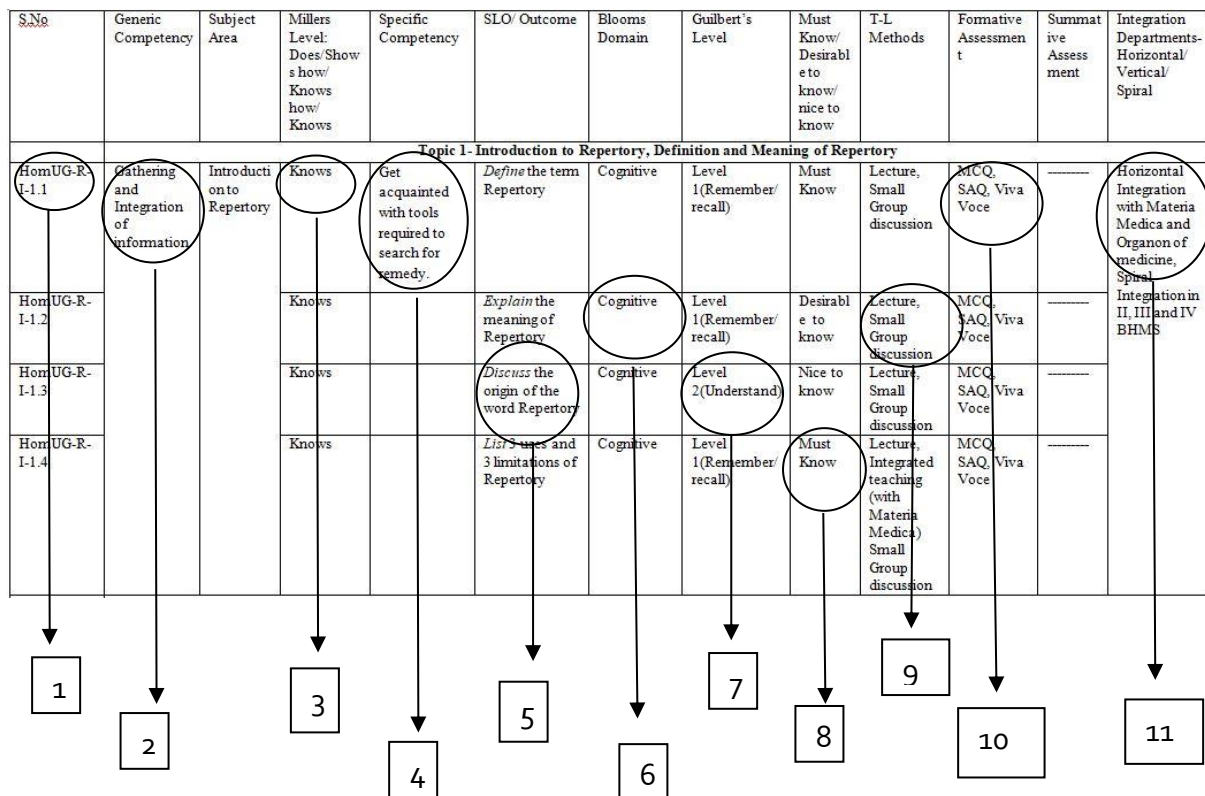 S.No
Generic
Competency
Subject
Area
Millers
Level:
Does/Show
s how/
Knows
how/
Knows
Specific
Competency
SLO/ Outcome
Blooms
Domain
Guilbert's
Level
Must
Know/
Desirabl
e to
know/
nice to
know
T-L
Methods
Formative
Assessmen
t
Summat
ive
Assess
ment
Integration
Departments-
Horizontal/
Vertical/
Spiral
Topic 1- Introduction to Repertory, Definition and Meaning of Repertory
HomUG-R-
I-1.1
Gathering
and
Integration
of
information
Introducti
on to
Repertory
Knows
Get
acquainted
with tools
required to
search for
remedy.
Define the term
Repertory
Cognitive
Level
1(Remember/
recall)
Must
Know
Lecture,
Small
Group
discussion
MCQ,
SAQ, Viva
Voce
---------
Horizontal
Integration
with Materia
Medica and
Organon of
medicine,
Spiral
Integration in
II, III and IV
BHMS
HomUG-R-
I-1.2
Knows
Explain the
meaning of
Repertory
Cognitive
Level
1(Remember/
recall)
Desirabl
e to
know
Lecture,
Small
Group
discussion
MCQ,
SAQ, Viva
Voce
---------
HomUG-R-
I-1.3
Knows
Discuss the
origin of the
word Repertory
Cognitive
Level
2(Understand)
Nice to
know
Lecture,
Small
Group
discussion
MCQ,
SAQ, Viva
Voce
---------
HomUG-R-
I-1.4
Knows
List 3 uses and
3 limitations of
Repertory
Cognitive
Level
1(Remember/
recall)
Must
Know
Lecture,
Integrated
teaching
(with
Materia
Medica)
Small
Group
discussion
MCQ,
SAQ, Viva
Voce
---------
1
2
3
4
5
6
7
8
9
10
11